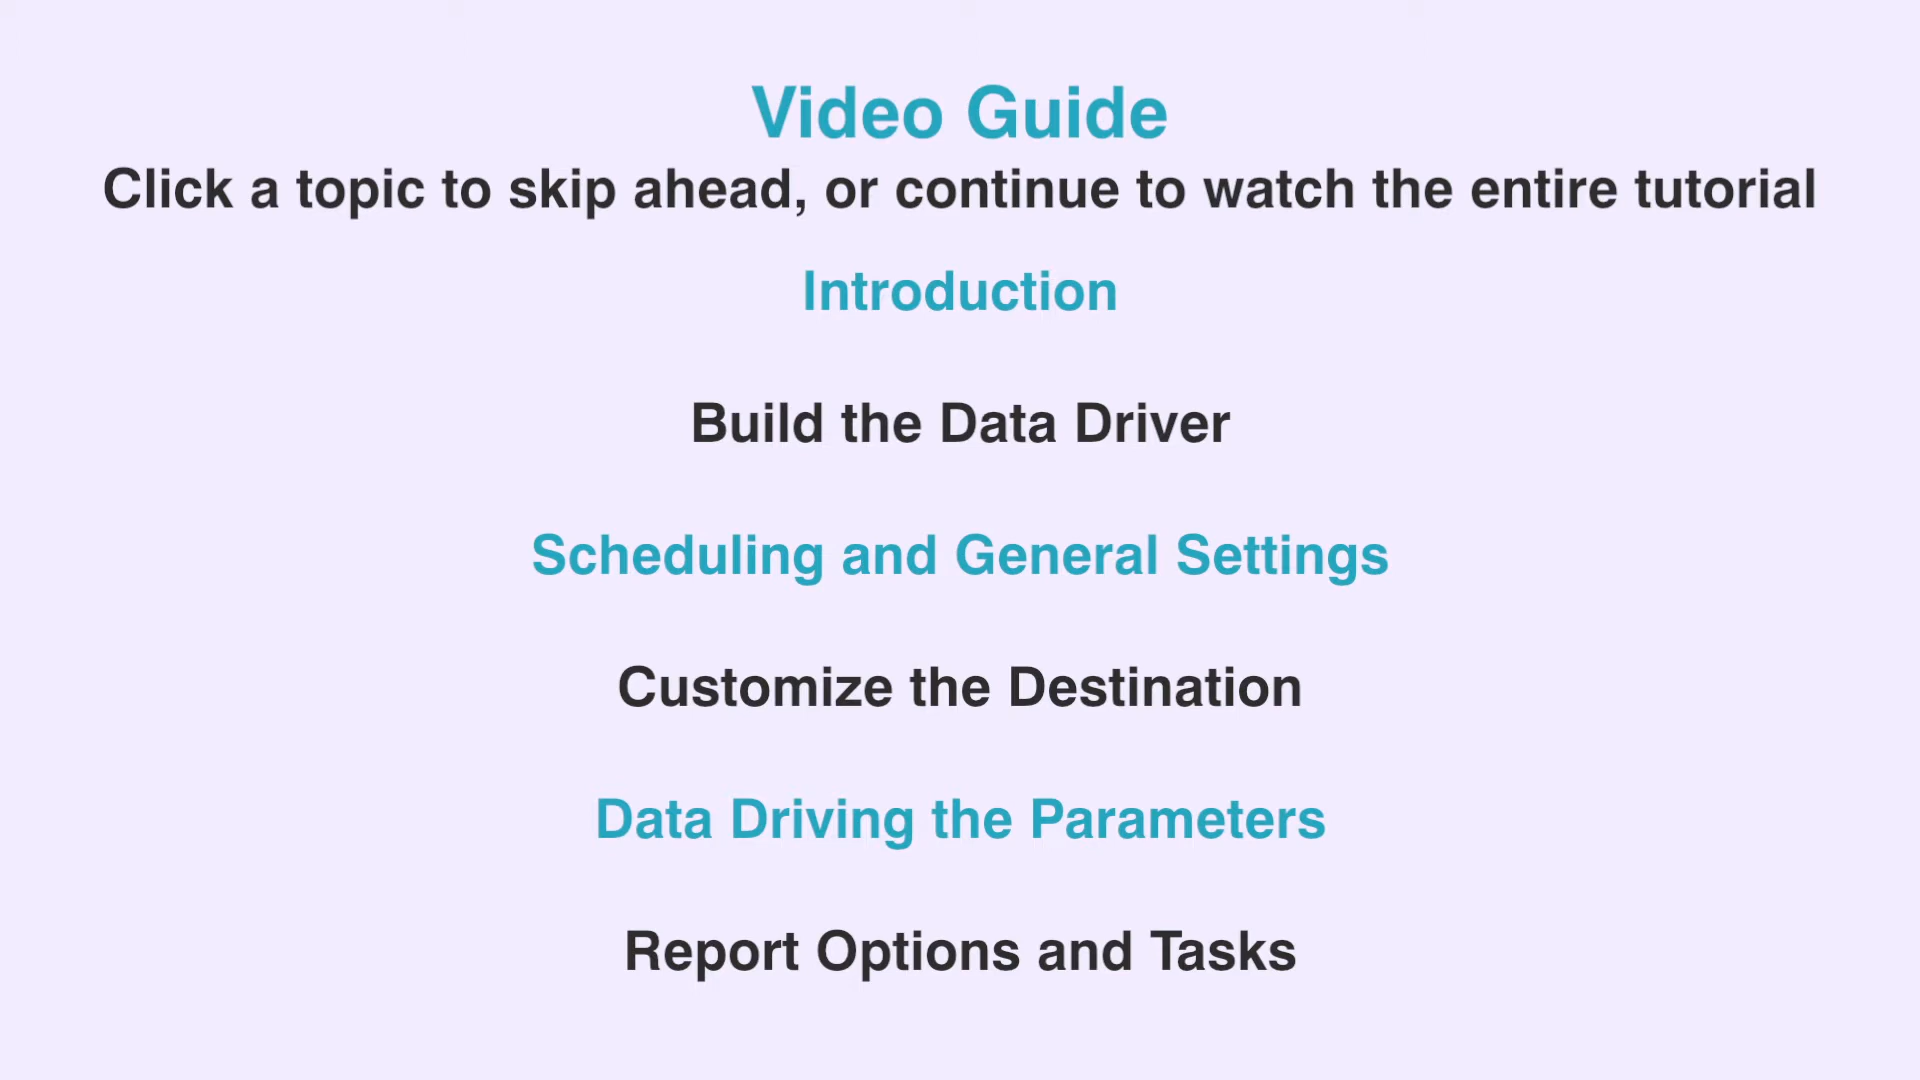 Video Guide
Click a topic to skip ahead, or continue to watch the entire tutorial
Introduction
Build the Data Driver
Scheduling and General Settings
Customize the Destination
Data Driving the Parameters
Report Options and Tasks